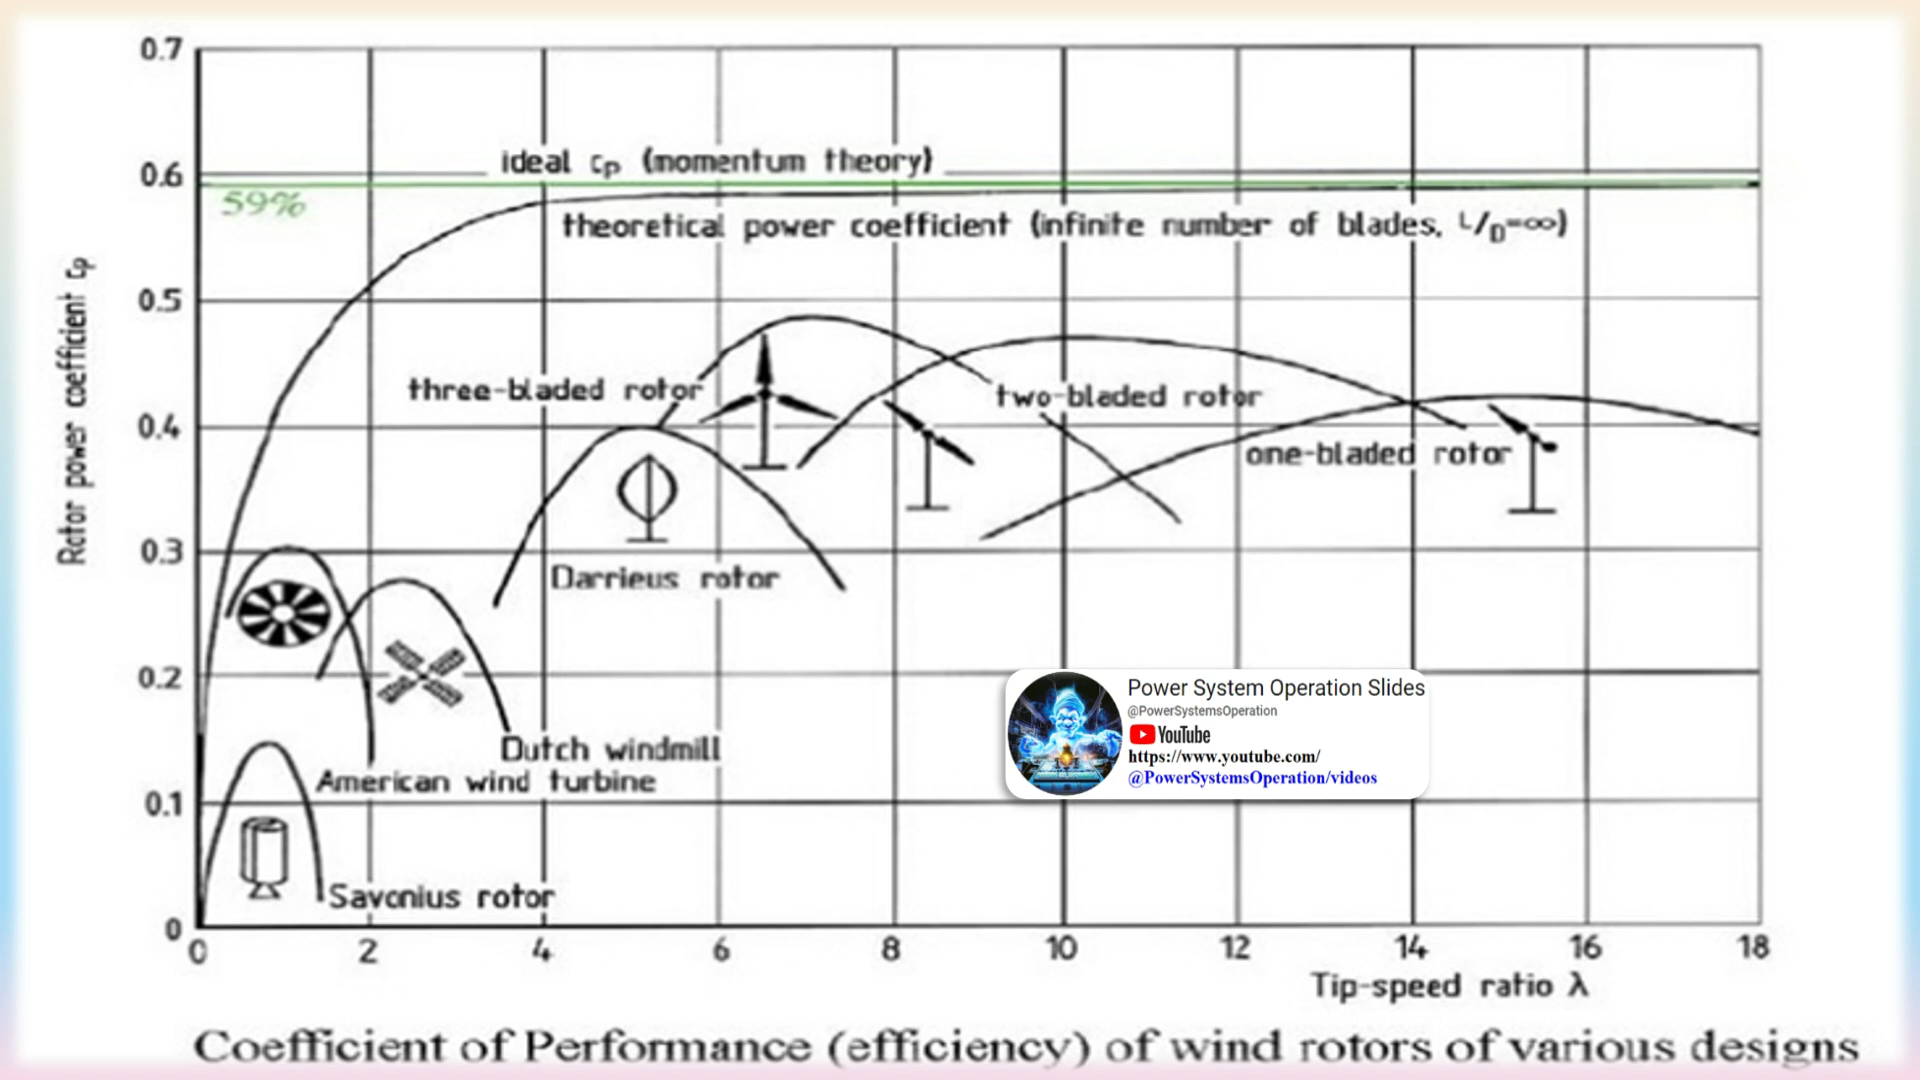 0.7
ideal cp (momentum theory)
0.6
59%
theoretical power coefficient (infinite number of blades, L/D=∞)
0.5
Rotor power coefficient cp
three-bladed rotor
two-bladed rotor
0.4
one-bladed rotor
0.3
Darrieus rotor
0.2
Power System Operation Slides
@PowerSystemsOperation
YouTube
https://www.youtube.com/
@PowerSystemsOperation/videos
Dutch windmill
American wind turbine
0.1
Savonius rotor
0
0 2 4 6 8 10 12 14 16 18
Tip-speed ratio λ
Coefficient of Performance (efficiency) of wind rotors of various designs